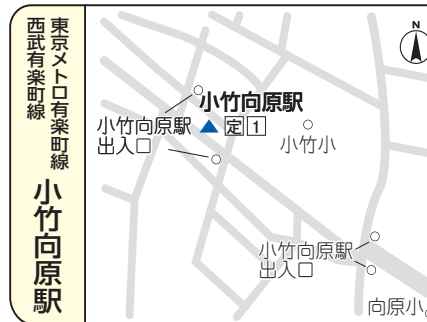 東京メトロ有楽町線
西武有楽町線
小竹向原駅
N
小竹向原駅
小竹向原駅
出入口
定 1
小竹小
小竹向原駅
出入口
向原小